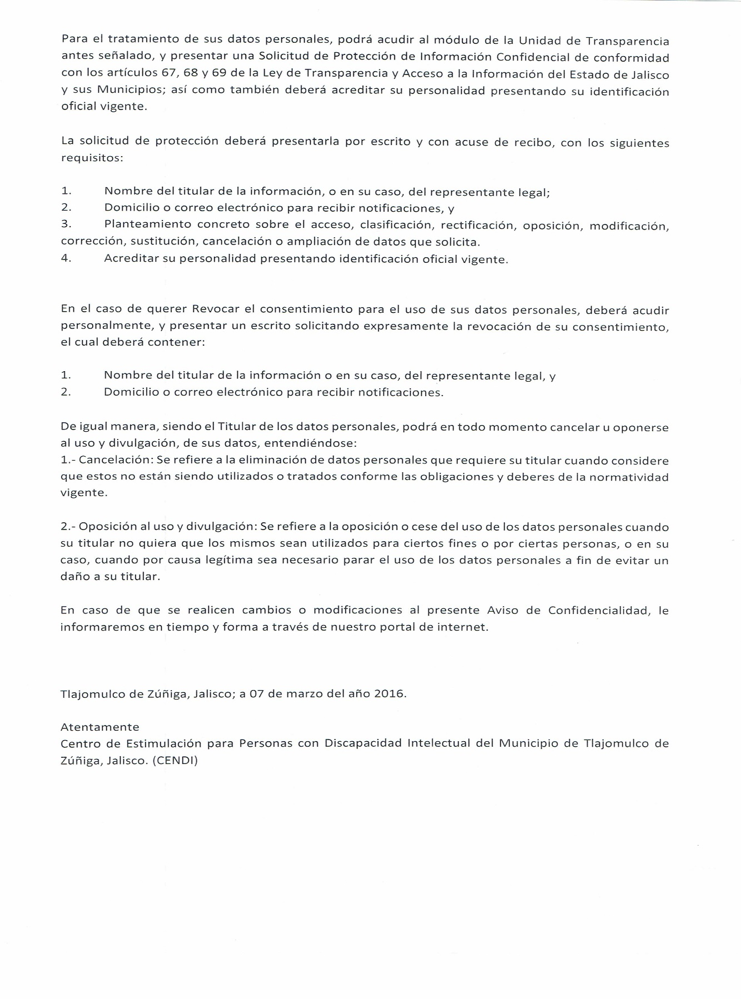 Para el tratamiento de sus datos personales, podrá acudir al módulo de la Unidad de Transparencia
antes señalado, y presentar una Solicitud de Protección de Información Confidencial de conformidad
con los artículos 67, 68 y 69 de la Ley de Transparencia y Acceso a la Información del Estado de Jalisco
y sus Municipios; así como también deberá acreditar su personalidad presentando su identificación
oficial vigente.
La solicitud de protección deberá presentarla por escrito y con acuse de recibo, con los siguientes
requisitos:
1. Nombre del titular de la información, o en su caso, del representante legal;
2. Domicilio o correo electrónico para recibir notificaciones, y
3. Planteamiento concreto sobre el acceso, clasificación, rectificación, oposición, modificación,
corrección, sustitución, cancelación o ampliación de datos que solicita.
4. Acreditar su personalidad presentando identificación oficial vigente.
En el caso de querer Revocar el consentimiento para el uso de sus datos personales, deberá acudir
personalmente, y presentar un escrito solicitando expresamente la revocación de su consentimiento,
el cual deberá contener:
1. Nombre del titular de la información o en su caso, del representante legal, y
2. Domicilio o correo electrónico para recibir notificaciones.
De igual manera, siendo el Titular de los datos personales, podrá en todo momento cancelar u oponerse
al uso y divulgación, de sus datos, entendiéndose:
1.- Cancelación: Se refiere a la eliminación de datos personales que requiere su titular cuando considere
que estos no están siendo utilizados o tratados conforme las obligaciones y deberes de la normatividad
vigente.
2.- Oposición al uso y divulgación: Se refiere a la oposición o cese del uso de los datos personales cuando
su titular no quiera que los mismos sean utilizados para ciertos fines o por ciertas personas, o en su
caso, cuando por causa legítima sea necesario parar el uso de los datos personales a fin de evitar un
daño a su titular.
En caso de que se realicen cambios o modificaciones al presente Aviso de Confidencialidad, le
informaremos en tiempo y forma a través de nuestro portal de internet.
Tlajomulco de Zúñiga, Jalisco; a 07 de marzo del año 2016.
Atentamente
Centro de Estimulación para Personas con Discapacidad Intelectual del Municipio de Tlajomulco de
Zúñiga, Jalisco. (CENDI)